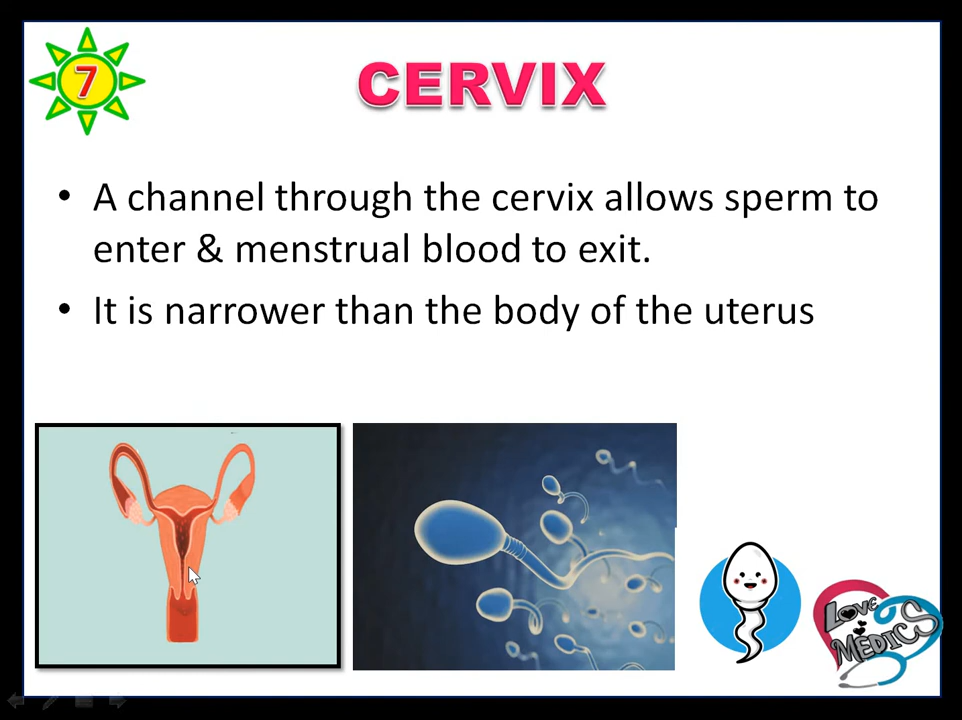 7
CERVIX
• A channel through the cervix allows sperm to
enter & menstrual blood to exit.
• It is narrower than the body of the uterus
LOVE
MEDICS